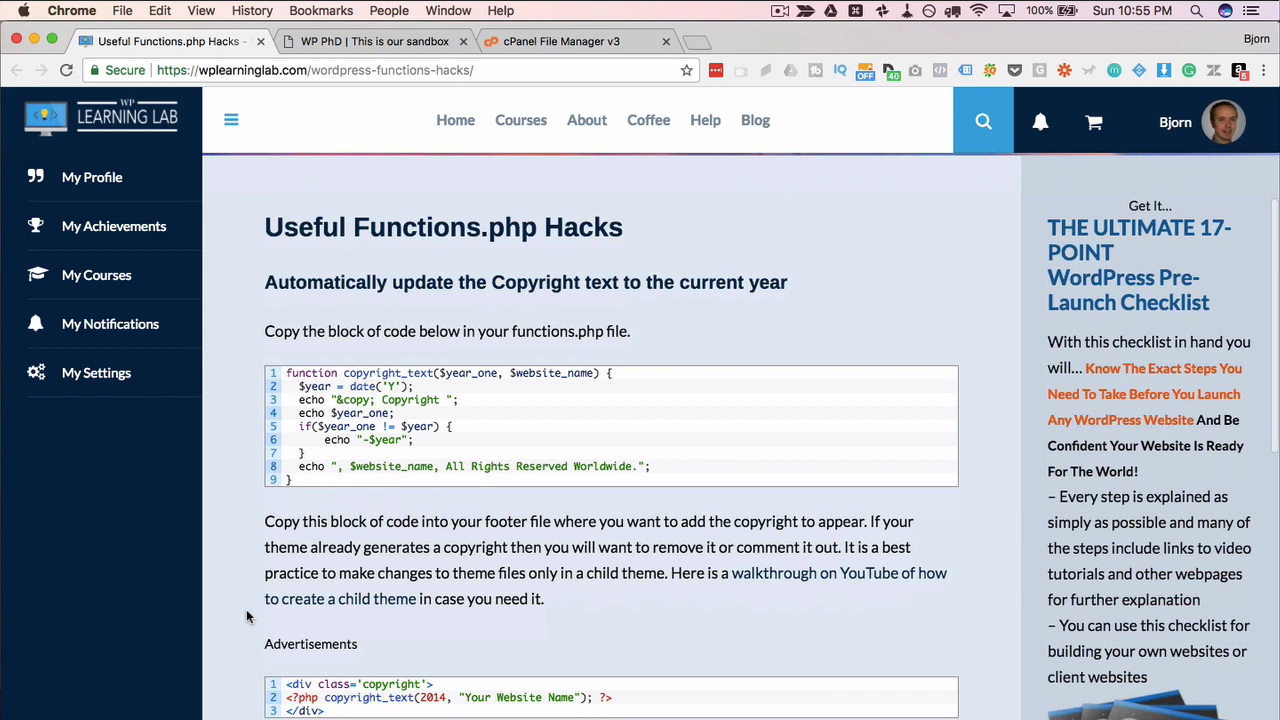 Chrome File Edit View History Bookmarks People Window Help 100% Sun 10:55 PM
Useful Functions.php Hacks - WP PhD | This is our sandbox cPanel File Manager v3 Bjorn
Secure https://wplearninglab.com/wordpress-functions-hacks/ OFF 40 5
WP
LEARNING LAB
Home Courses About Coffee Help Blog Bjorn
My Profile
My Achievements
My Courses
My Notifications
My Settings
Useful Functions.php Hacks
Automatically update the Copyright text to the current year
Copy the block of code below in your functions.php file.
1 function copyright_text($year_one, $website_name) {
2 $year = date('Y');
3 echo "&copy; Copyright ";
4 echo $year_one;
5 if($year_one != $year) {
6 echo "-$year";
7 }
8 echo ", $website_name, All Rights Reserved Worldwide.";
9 }
Copy this block of code into your footer file where you want to add the copyright to appear. If your
theme already generates a copyright then you will want to remove it or comment it out. It is a best
practice to make changes to theme files only in a child theme. Here is a walkthrough on YouTube of how
to create a child theme in case you need it.
Advertisements
1 <div class='copyright'>
2 <?php copyright_text(2014, "Your Website Name"); ?>
3 </div>
Get It...
THE ULTIMATE 17-
POINT
WordPress Pre-
Launch Checklist
With this checklist in hand you
will... Know The Exact Steps You
Need To Take Before You Launch
Any WordPress Website And Be
Confident Your Website Is Ready
For The World!
– Every step is explained as
simply as possible and many of
the steps include links to video
tutorials and other webpages
for further explanation
– You can use this checklist for
building your own websites or
client websites